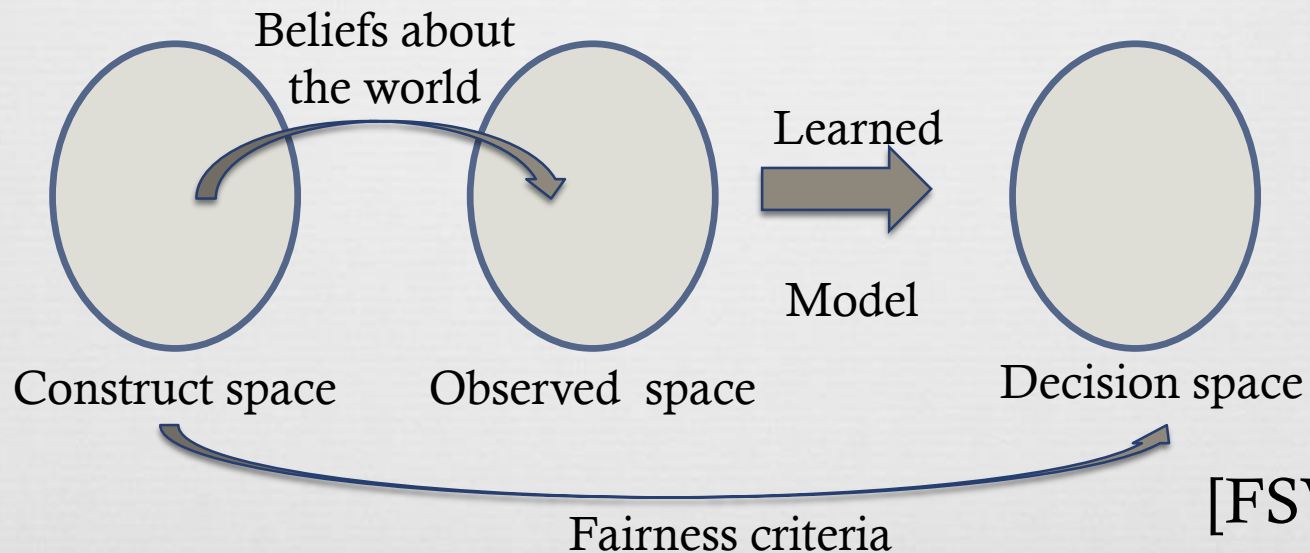 Beliefs about
the world
Learned
Model
Construct space
Observed space
Decision space
Fairness criteria